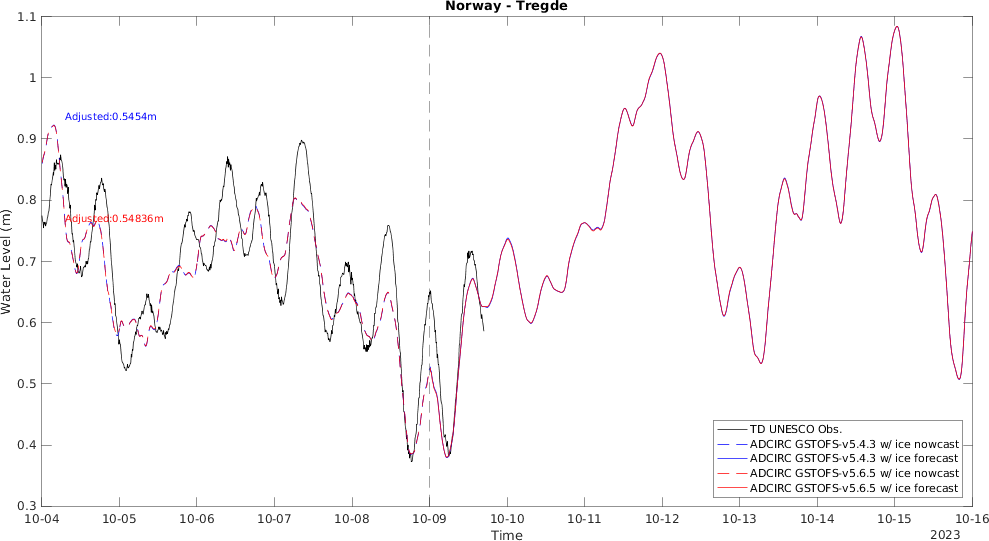 Norway - Tregde
1.1
1
0.9
0.8
0.7
0.6
0.5
0.4
0.3
Water Level (m)
Adjusted:0.5454m
Adjusted:0.54836m
TD UNESCO Obs.
ADCIRC GSTOFS-v5.4.3 w/ ice nowcast
ADCIRC GSTOFS-v5.4.3 w/ ice forecast
ADCIRC GSTOFS-v5.6.5 w/ ice nowcast
ADCIRC GSTOFS-v5.6.5 w/ ice forecast
10-04 10-05 10-06 10-07 10-08 10-09 10-10 10-11 10-12 10-13 10-14 10-15 10-16
Time
2023